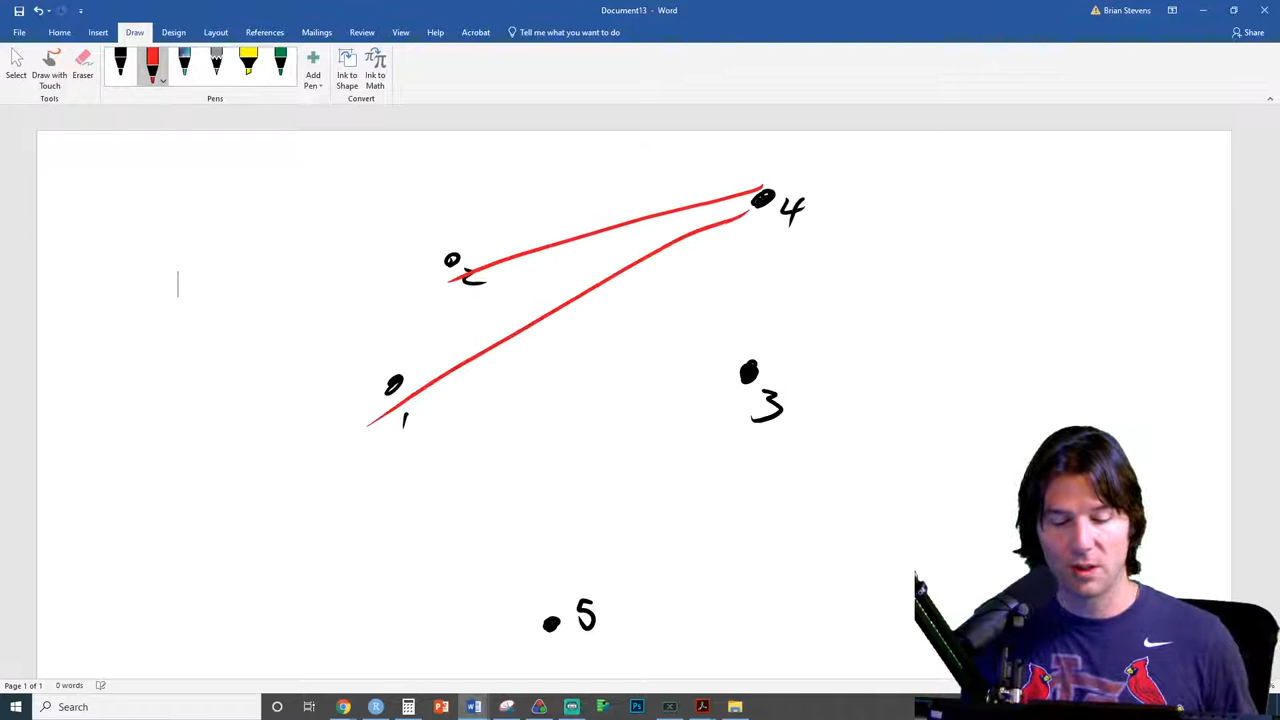 Document13 - Word
Brian Stevens
File Home Insert Draw Design Layout References Mailings Review View Help Acrobat Tell me what you want to do Share
Select Draw with Touch Eraser Add Pen Ink to Shape Ink to Math
Tools Pens Convert
4
2
1
3
5
Page 1 of 1 0 words
Search